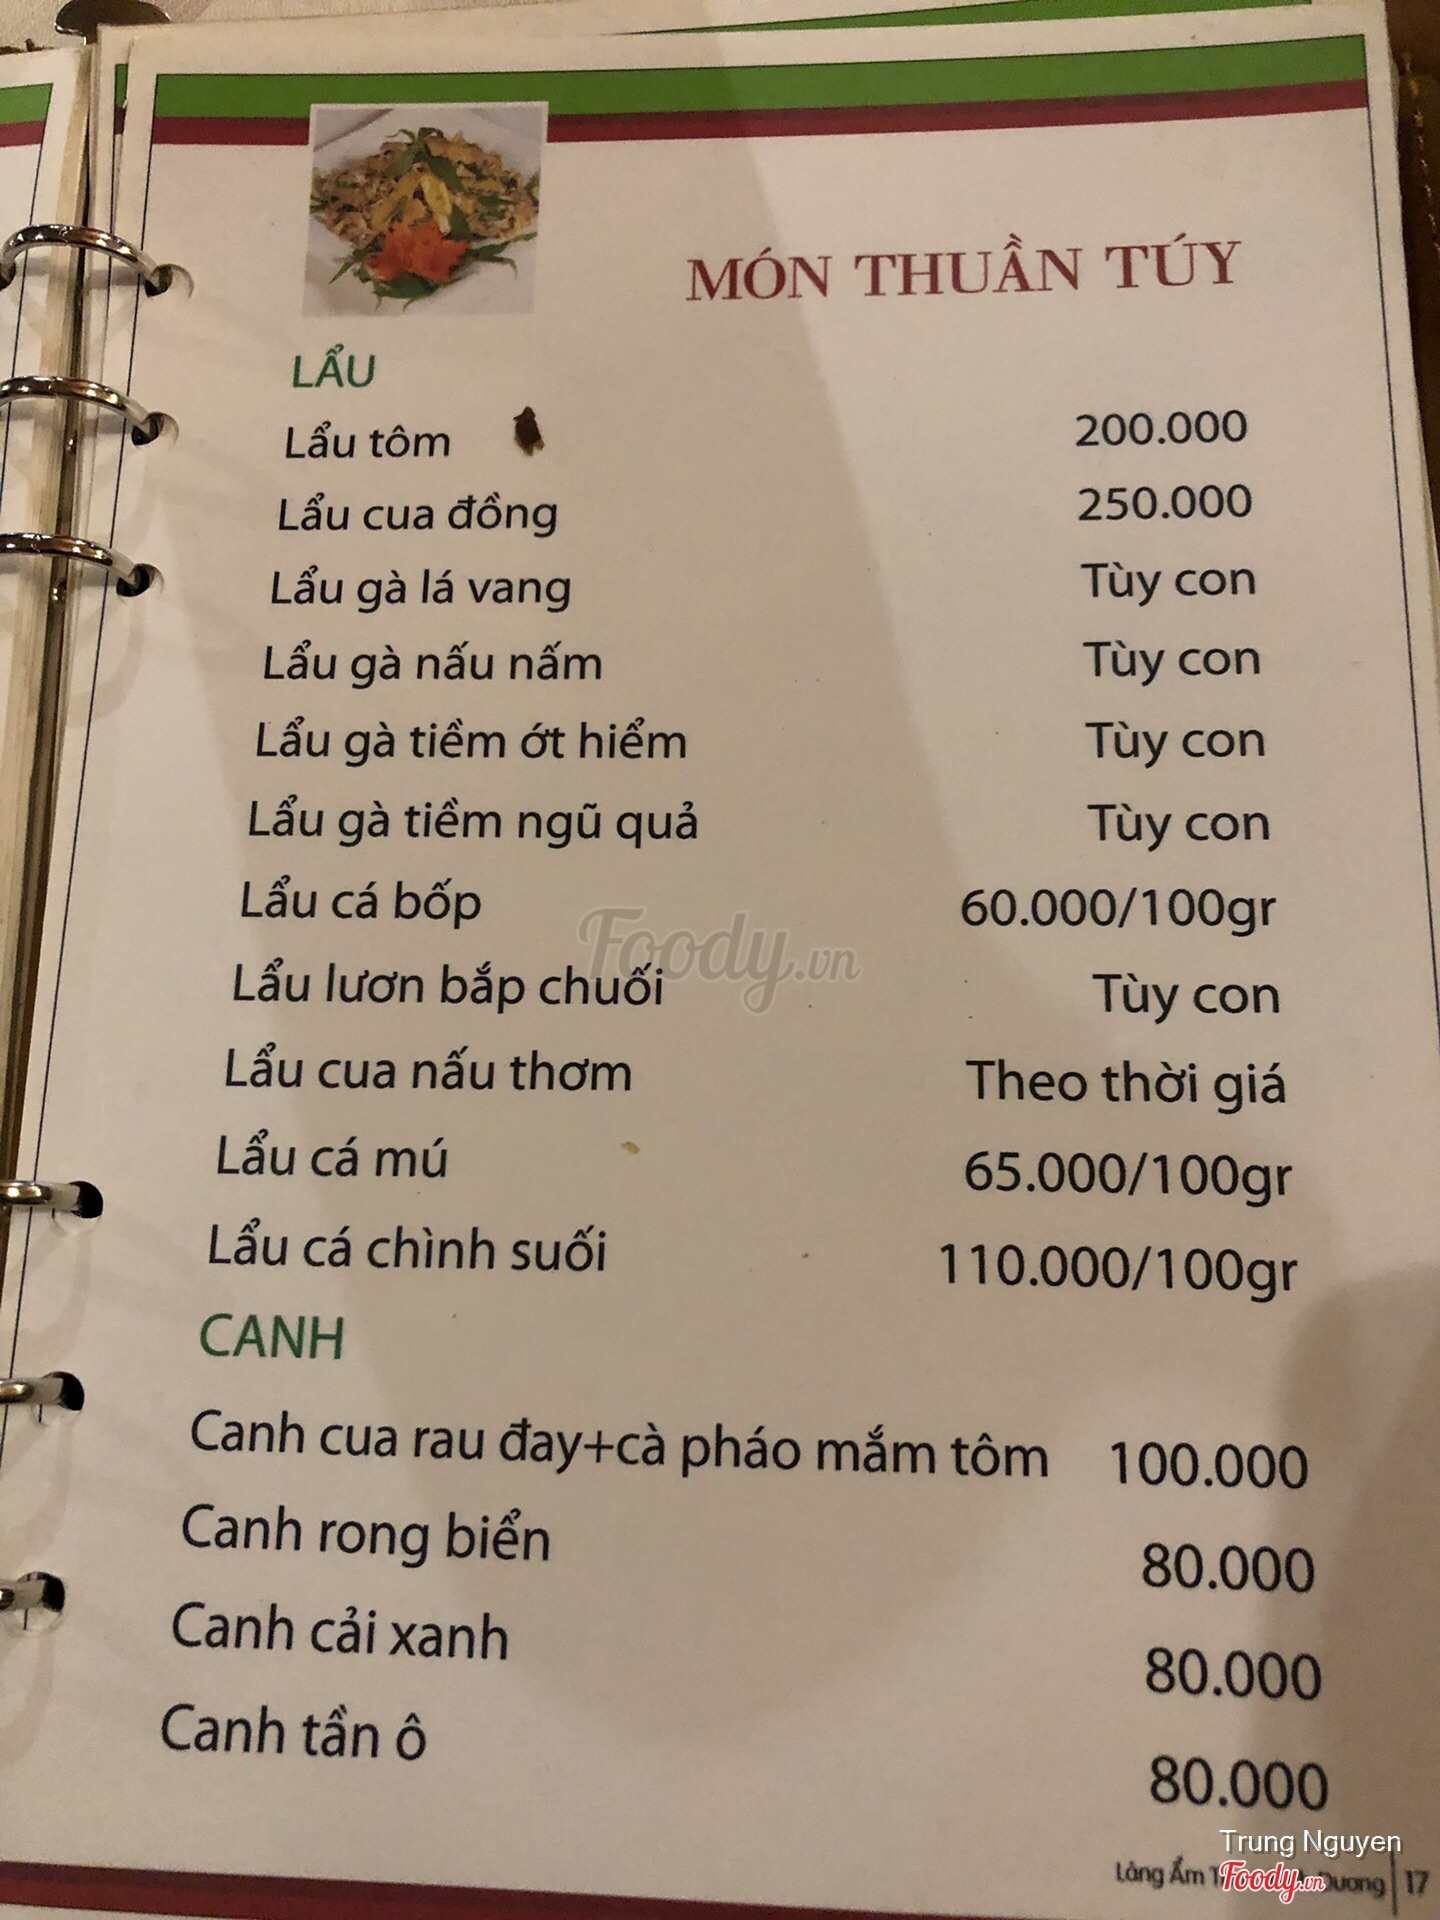 MÓN THUẦN TÚY
LẨU
Lẩu tôm 200.000
Lẩu cua đồng 250.000
Lẩu gà lá vang Tùy con
Lẩu gà nấu nấm Tùy con
Lẩu gà tiềm ớt hiểm Tùy con
Lẩu gà tiềm ngũ quả Tùy con
Lẩu cá bốp 60.000/100gr
Foody.vn
Lẩu lươn bắp chuối Tùy con
Lẩu cua nấu thơm Theo thời giá
Lẩu cá mú 65.000/100gr
Lẩu cá chình suối 110.000/100gr
CANH
Canh cua rau đay+cà pháo mắm tôm 100.000
Canh rong biển 80.000
Canh cải xanh 80.000
Canh tần ô 80.000
Trung Nguyen
Làng Ẩm Dương 17
Foody.vn